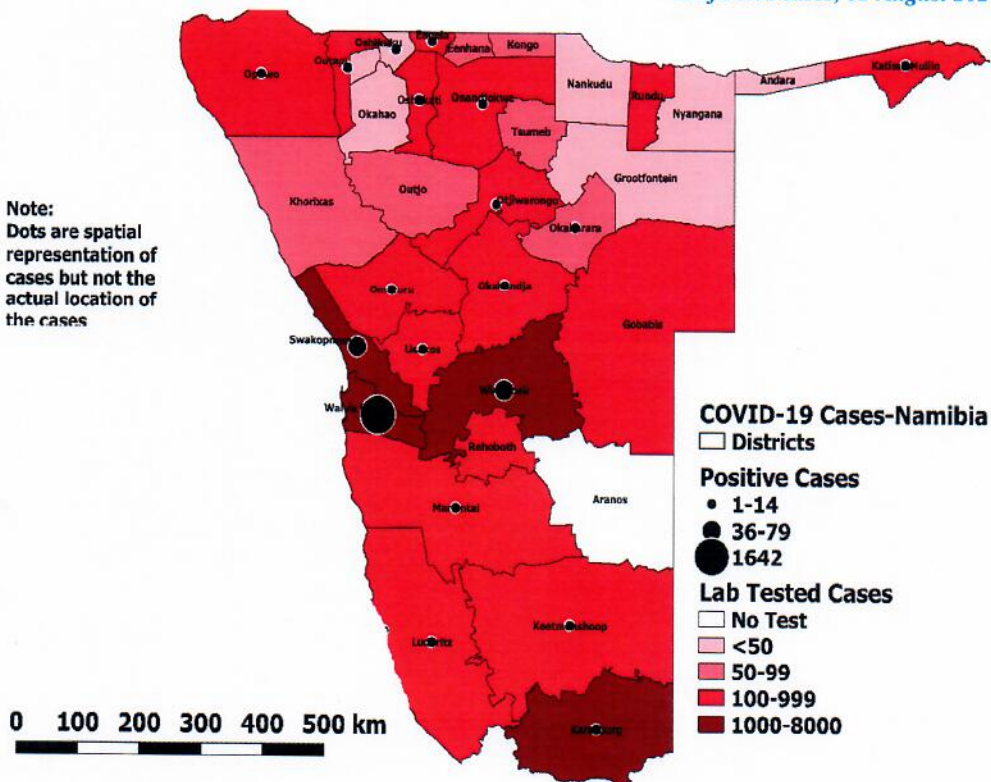 Engela
Oshikuku
Eenhana
Kongo
Opuwo
Outapi
Nankudu
Andara
Katima Mulilo
Okahao
Oshakati
Onandjokwe
Rundu
Nyangana
Tsumeb
Grootfontein
Khorixas
Outjo
Otjiwarongo
Okakarara
Note:
Dots are spatial
representation of
cases but not the
actual location of
the cases
Omaruru
Okahandja
Gobabis
Swakopmund
Usakos
Windhoek
Walvis
Rehoboth
Aranos
Mariental
Keetmanshoop
Luderitz
Karasburg
COVID-19 Cases-Namibia
Districts
Positive Cases
1-14
36-79
1642
Lab Tested Cases
No Test
<50
50-99
100-999
1000-8000
0 100 200 300 400 500 km